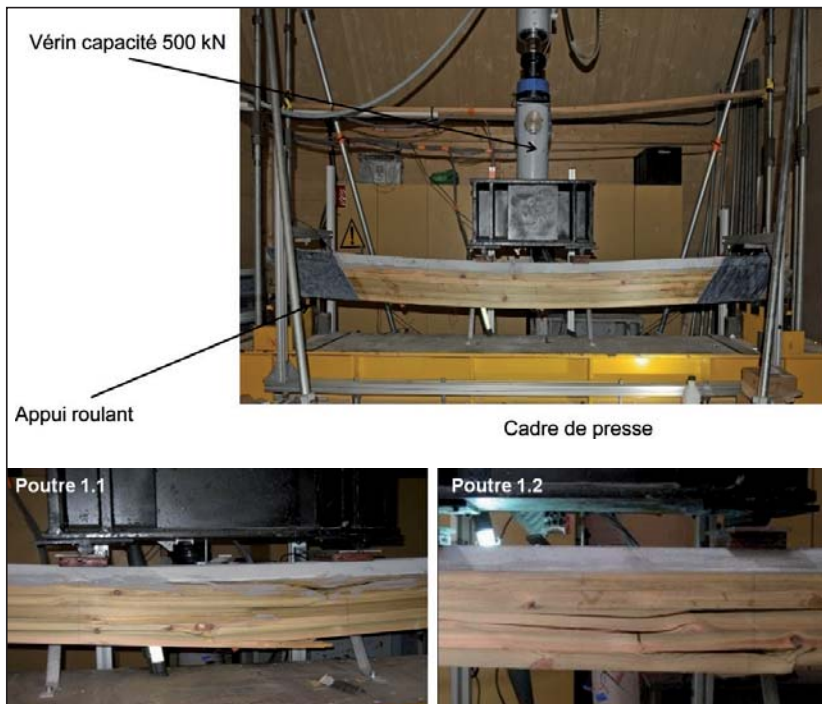 Vérin capacité 500 kN
Appui roulant
Cadre de presse
Poutre 1.1
Poutre 1.2